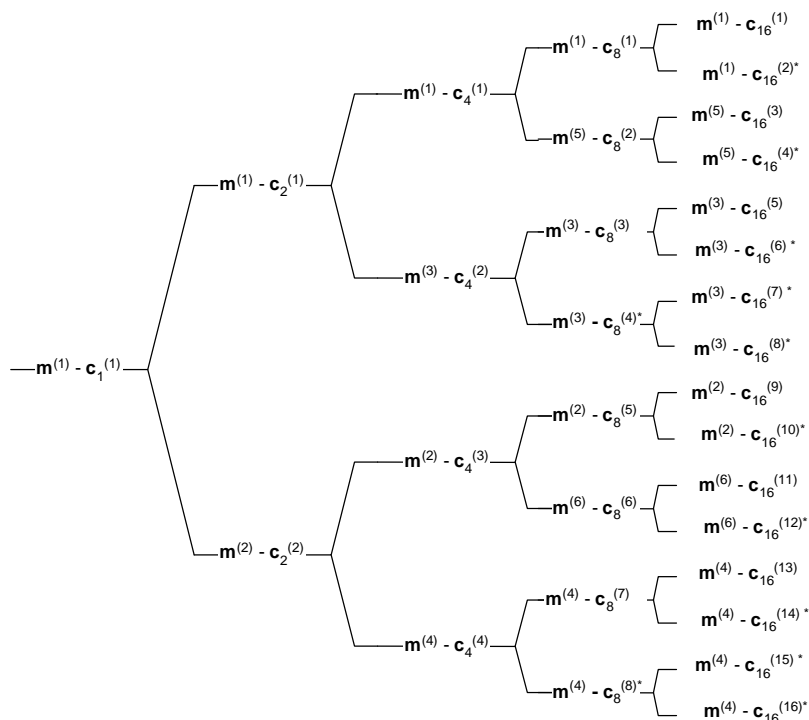 m(1) - c16(1)
m(1) - c8(1)
m(1) - c16(2)*
m(1) - c4(1)
m(5) - c16(3)
m(5) - c8(2)
m(5) - c16(4)*
m(1) - c2(1)
m(3) - c16(5)
m(3) - c8(3)
m(3) - c16(6) *
m(3) - c4(2)
m(3) - c16(7) *
m(3) - c8(4)*
m(3) - c16(8)*
m(1) - c1(1)
m(2) - c16(9)
m(2) - c8(5)
m(2) - c16(10)*
m(2) - c4(3)
m(6) - c16(11)
m(6) - c8(6)
m(6) - c16(12)*
m(2) - c2(2)
m(4) - c16(13)
m(4) - c8(7)
m(4) - c16(14) *
m(4) - c4(4)
m(4) - c16(15) *
m(4) - c8(8)*
m(4) - c16(16)*